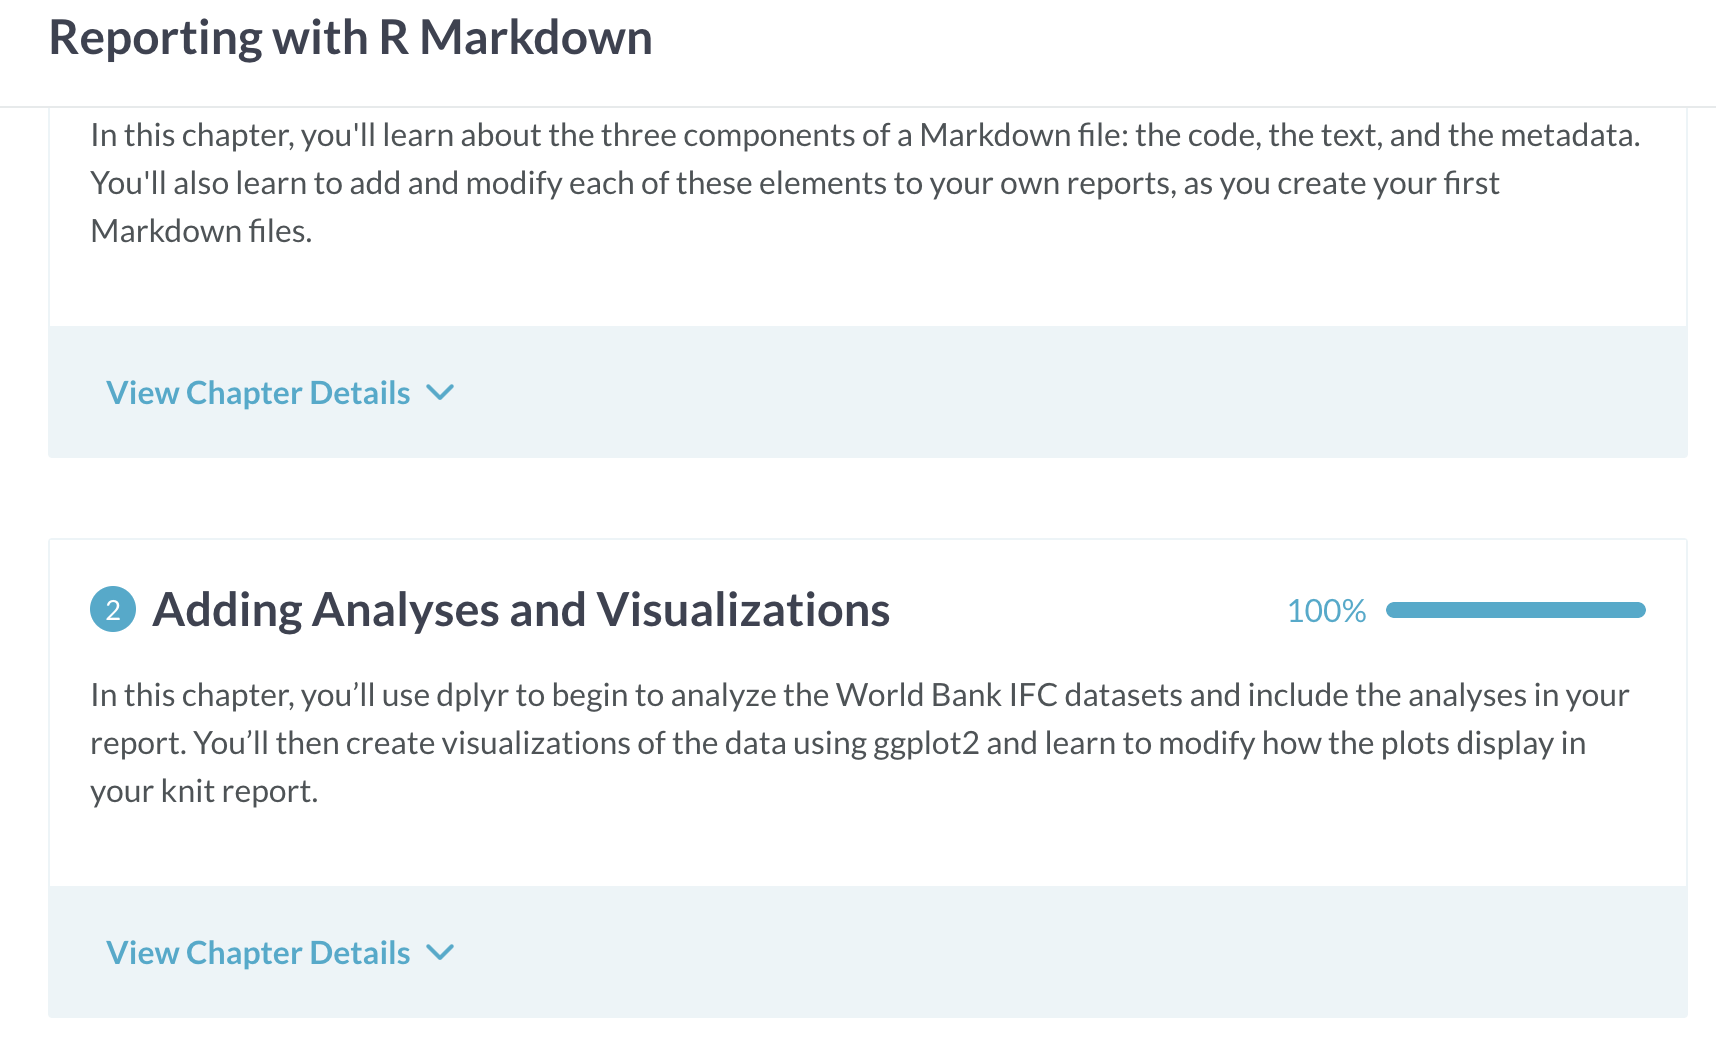 Reporting with R Markdown
In this chapter, you'll learn about the three components of a Markdown file: the code, the text, and the metadata.
You'll also learn to add and modify each of these elements to your own reports, as you create your first
Markdown files.
View Chapter Details
2 Adding Analyses and Visualizations 100%
In this chapter, you’ll use dplyr to begin to analyze the World Bank IFC datasets and include the analyses in your
report. You’ll then create visualizations of the data using ggplot2 and learn to modify how the plots display in
your knit report.
View Chapter Details